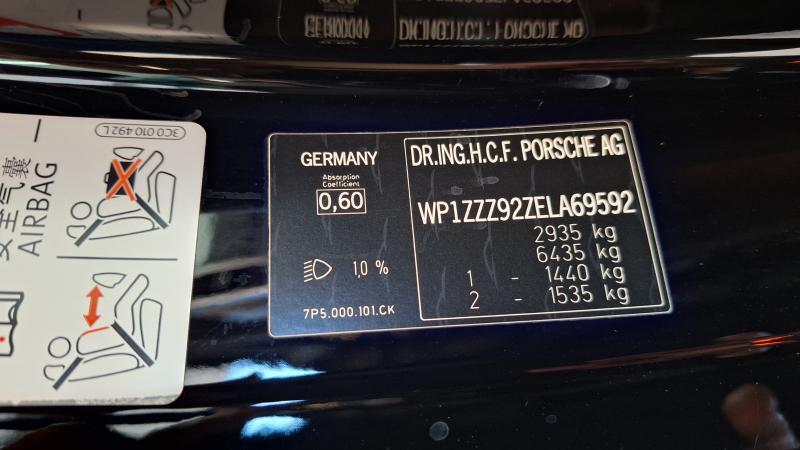 3C0 010 492 L
AIRBAG
GERMANY
Absorption
Coefficient
0,60
1,0 %
7P5.000.101.CK
DR.ING.H.C.F. PORSCHE AG
WP1ZZZ92ZELA69592
2935 kg
6435 kg
1 - 1440 kg
2 - 1535 kg